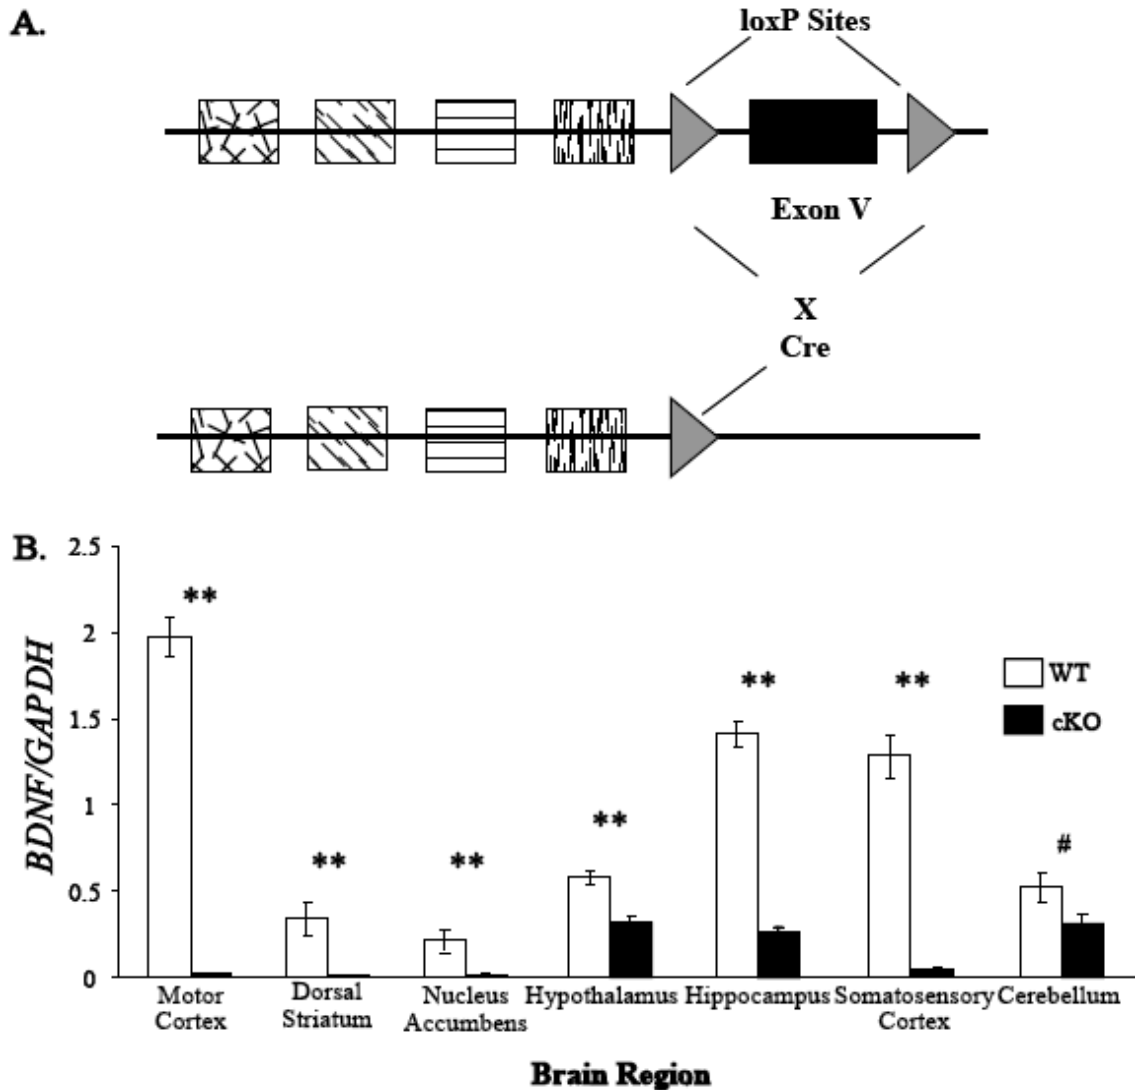 A.
loxP Sites
Exon V
X
Cre
B.
BDNF/GAPDH
2.5
2
1.5
1
0.5
0
**
**
**
**
**
**
#
WT
cKO
Motor
Cortex
Dorsal
Striatum
Nucleus
Accumbens
Hypothalamus
Hippocampus
Somatosensory
Cortex
Cerebellum
Brain Region